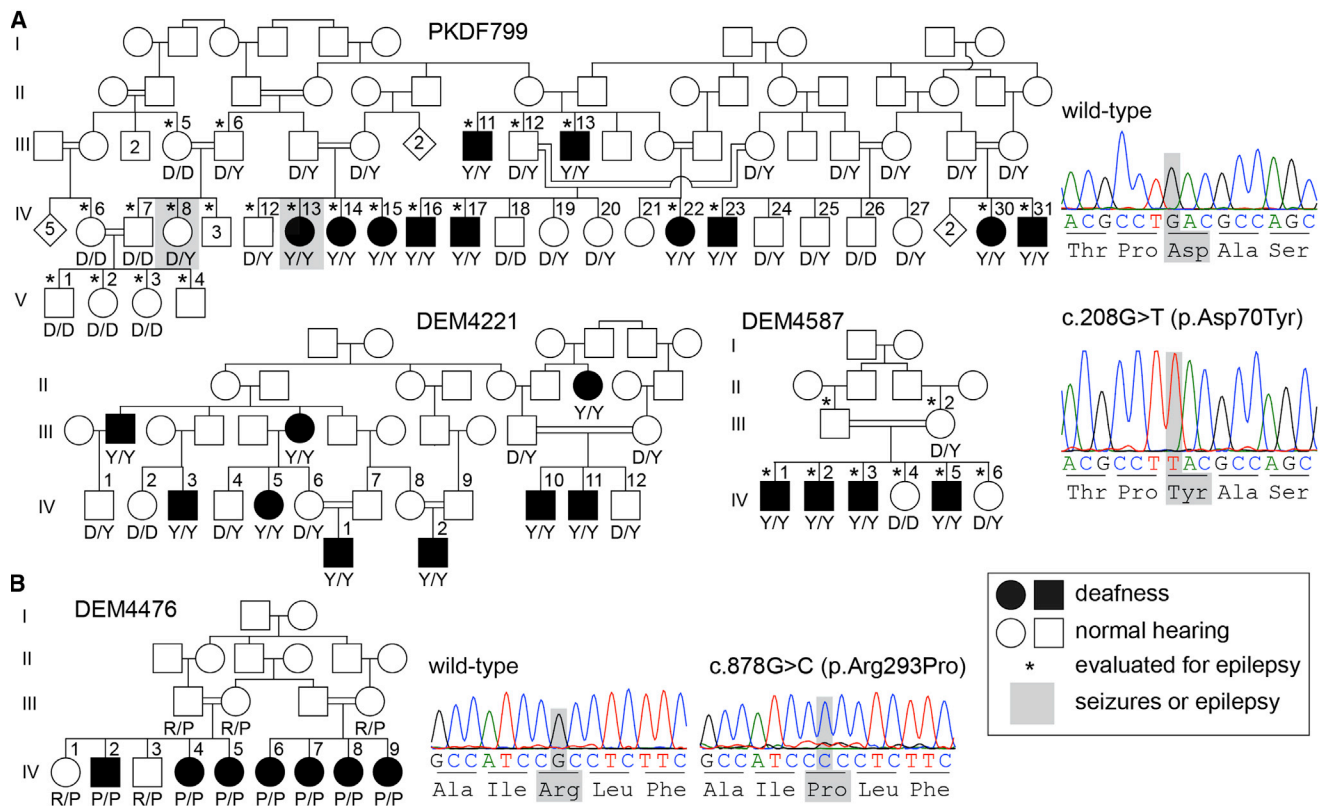 A
PKDF799
I
II
III
IV
V
* 5 * 6 * 11 * 12 * 13
2 2
D/D D/Y D/Y D/Y Y/Y D/Y Y/Y D/Y D/Y D/Y D/Y D/Y
5 * 6 * 7 * 8 * 3 * 12 * 13 * 14 * 15 * 16 * 17 18 19 20 21 * 22 * 23 24 25 26 27 2 * 30 * 31
D/D D/D D/Y D/Y Y/Y Y/Y Y/Y Y/Y Y/Y D/D D/Y D/Y Y/Y Y/Y D/Y D/Y D/D D/Y Y/Y Y/Y
* 1 * 2 * 3 * 4
D/D D/D D/D
wild-type
ACGCCTGACGCCAGC
Thr Pro Asp Ala Ser
c.208G>T (p.Asp70Tyr)
ACGCCTTACGCCAGC
Thr Pro Tyr Ala Ser
DEM4221
II
III
IV
Y/Y
Y/Y Y/Y D/Y D/Y
1 2 3 4 5 6 7 8 9 10 11 12
D/Y D/D Y/Y D/Y Y/Y Y/Y Y/Y D/Y
1 2
Y/Y Y/Y
DEM4587
I
II
III
IV
* * 2
D/Y
* 1 * 2 * 3 * 4 * 5 * 6
Y/Y Y/Y Y/Y D/D Y/Y D/Y
B
DEM4476
I
II
III
IV
R/P R/P R/P
1 2 3 4 5 6 7 8 9
R/P P/P R/P P/P P/P P/P P/P P/P P/P
wild-type
GCCATCCGCCTCTTC
Ala Ile Arg Leu Phe
c.878G>C (p.Arg293Pro)
GCCATCCCCCTCTTC
Ala Ile Pro Leu Phe
deafness
normal hearing
* evaluated for epilepsy
seizures or epilepsy